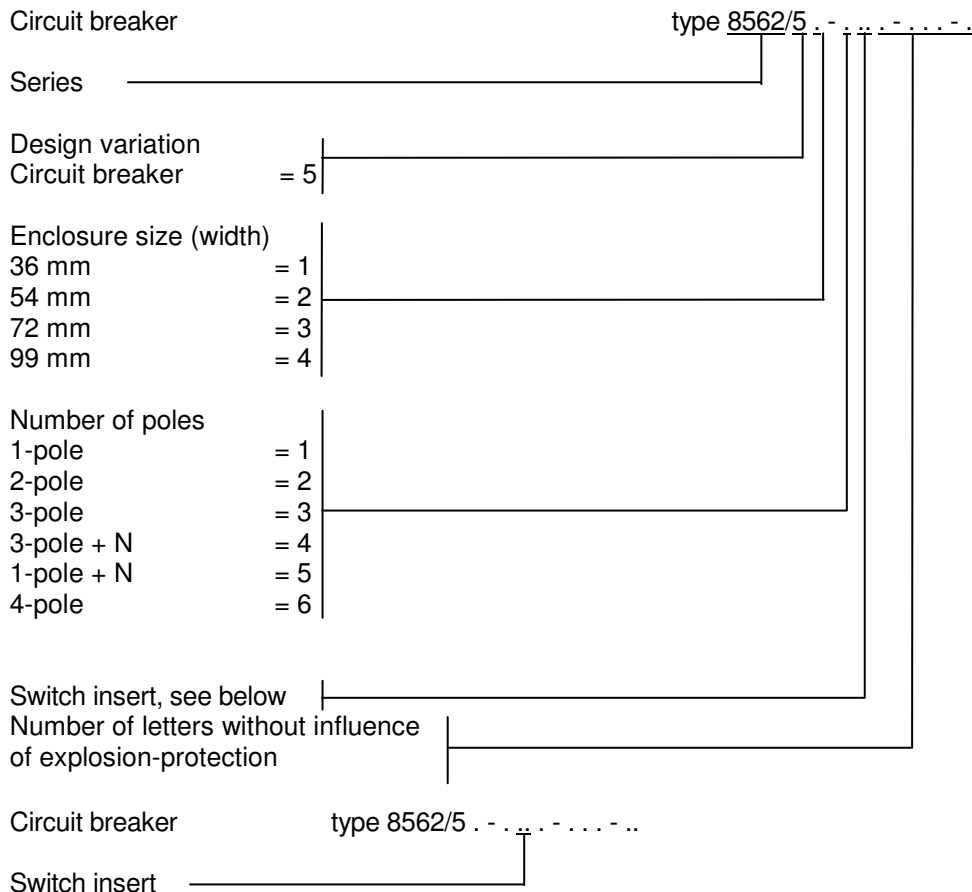 Circuit breaker type 8562/5 . - . .. . - . . . - .
Series
Design variation
Circuit breaker = 5
Enclosure size (width)
36 mm = 1
54 mm = 2
72 mm = 3
99 mm = 4
Number of poles
1-pole = 1
2-pole = 2
3-pole = 3
3-pole + N = 4
1-pole + N = 5
4-pole = 6
Switch insert, see below
Number of letters without influence
of explosion-protection
Circuit breaker type 8562/5 . - . .. . - . . . - ..
Switch insert